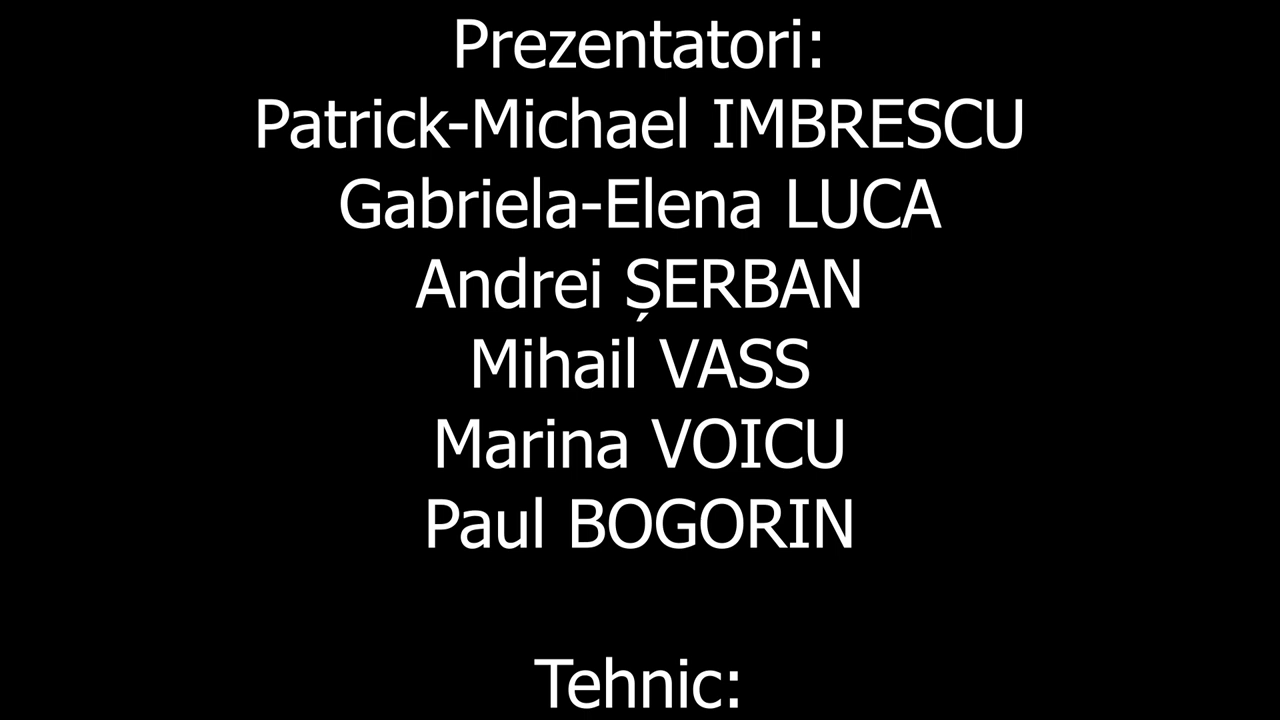 Prezentatori:
Patrick-Michael IMBRESCU
Gabriela-Elena LUCA
Andrei ȘERBAN
Mihail VASS
Marina VOICU
Paul BOGORIN
Tehnic: